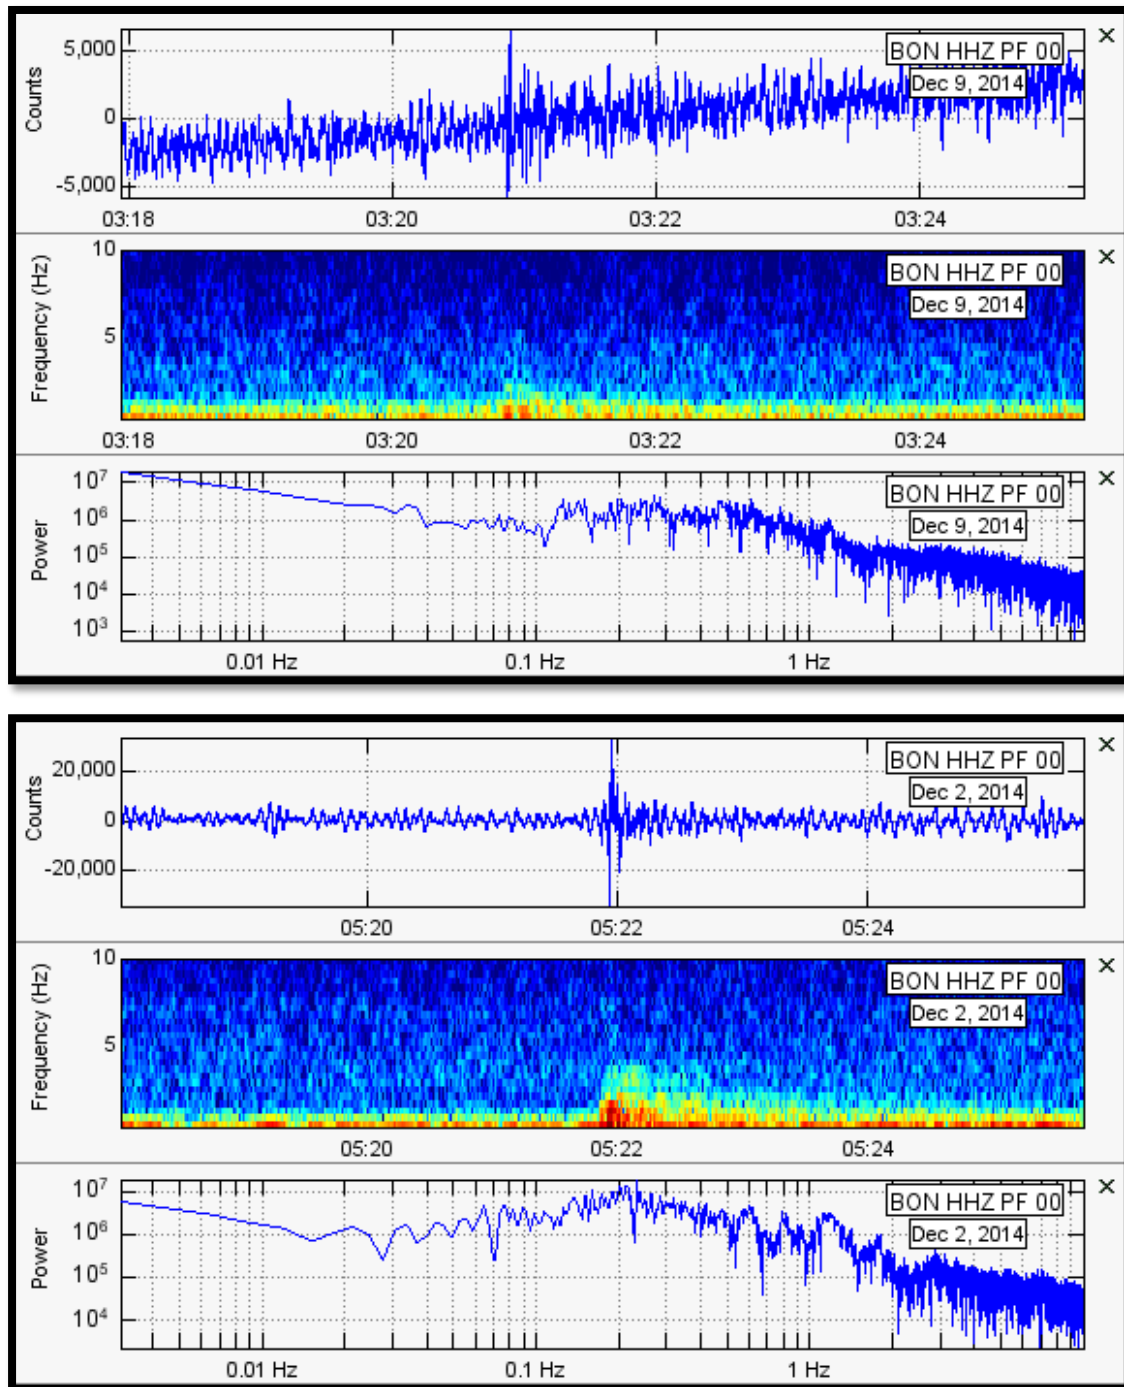 5,000
0
-5,000
Counts
BON HHZ PF 00
Dec 9, 2014
×
03:18 03:20 03:22 03:24
10
5
Frequency (Hz)
BON HHZ PF 00
Dec 9, 2014
×
03:18 03:20 03:22 03:24
10⁷
10⁶
10⁵
10⁴
10³
Power
BON HHZ PF 00
Dec 9, 2014
×
0.01 Hz 0.1 Hz 1 Hz
20,000
0
-20,000
Counts
BON HHZ PF 00
Dec 2, 2014
×
05:20 05:22 05:24
10
5
Frequency (Hz)
BON HHZ PF 00
Dec 2, 2014
×
05:20 05:22 05:24
10⁷
10⁶
10⁵
10⁴
Power
BON HHZ PF 00
Dec 2, 2014
×
0.01 Hz 0.1 Hz 1 Hz